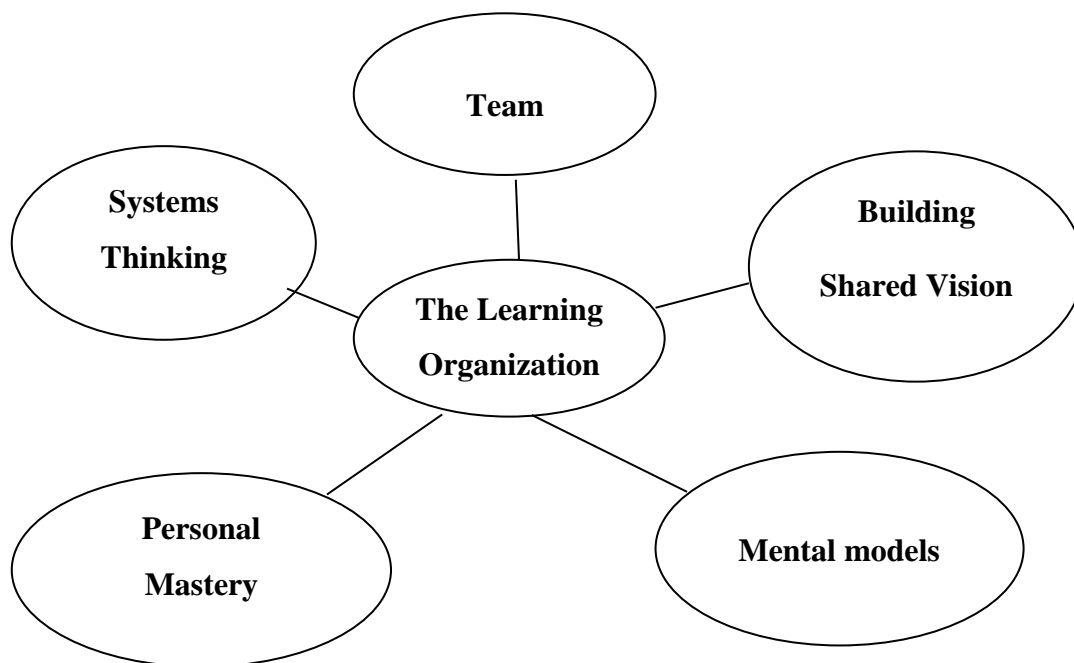 Team
Systems
Thinking
Building
Shared Vision
The Learning
Organization
Personal
Mastery
Mental models